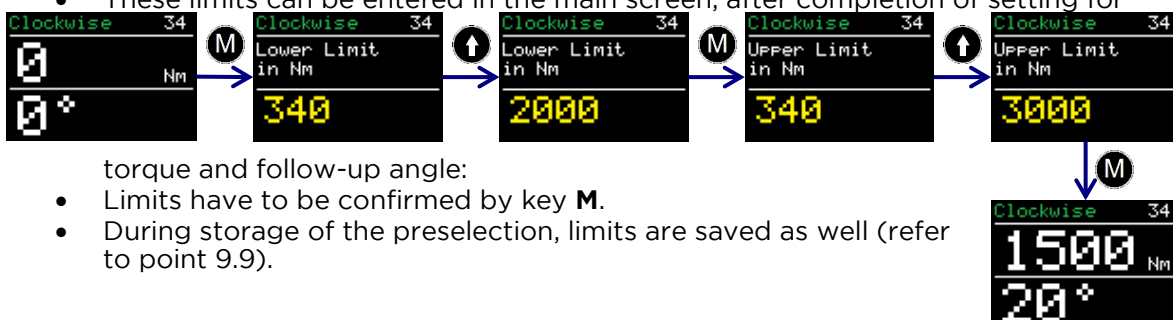 • These limits can be entered in the main screen, after completion of setting for
Clockwise 34
0 Nm
0°
M
Clockwise 34
Lower Limit
in Nm
340
Clockwise 34
Lower Limit
in Nm
2000
M
Clockwise 34
Upper Limit
in Nm
340
Clockwise 34
Upper Limit
in Nm
3000
M
Clockwise 34
1500 Nm
20°
torque and follow-up angle:
• Limits have to be confirmed by key M.
• During storage of the preselection, limits are saved as well (refer
to point 9.9).